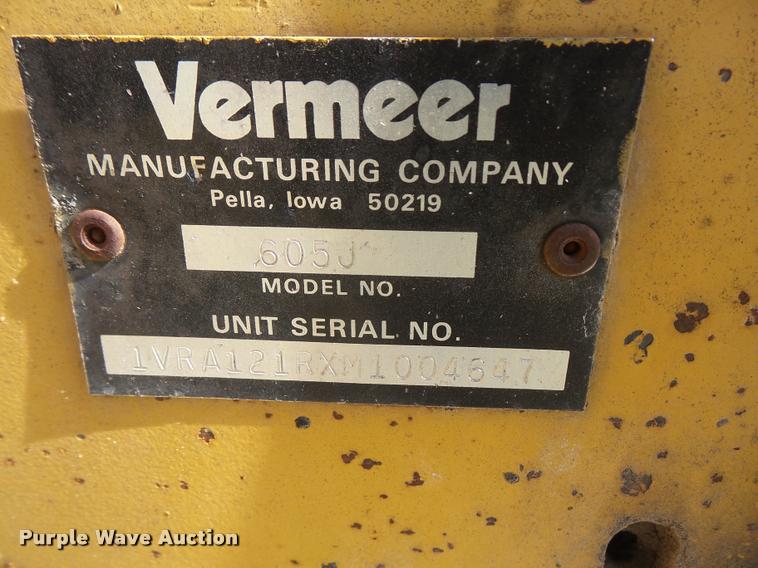 Vermeer
MANUFACTURING COMPANY
Pella, Iowa 50219
605J
MODEL NO.
UNIT SERIAL NO.
1VRA121RXM1004647
Purple Wave Auction